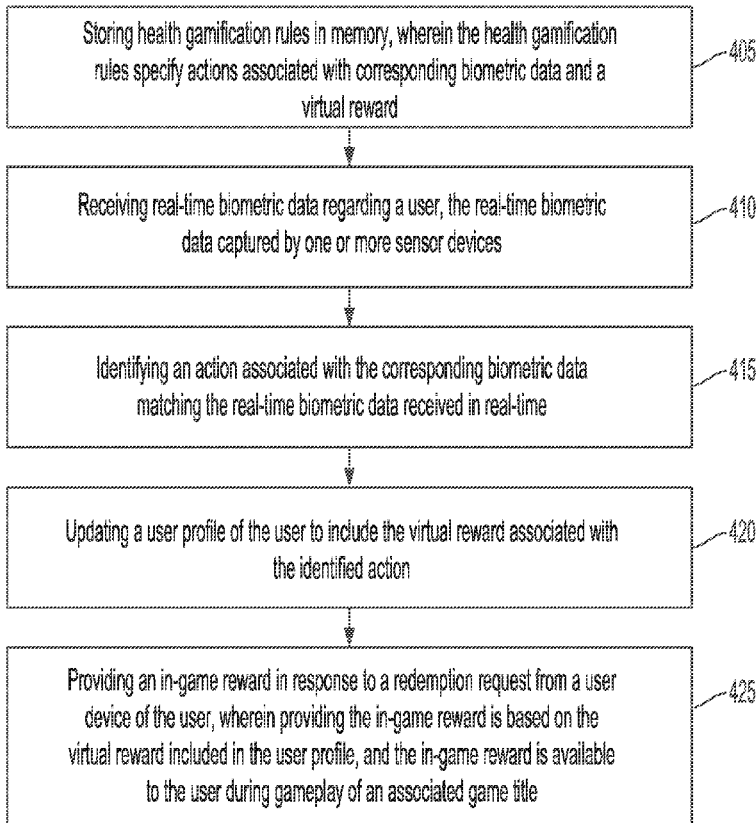 Storing health gamification rules in memory, wherein the health gamification
rules specify actions associated with corresponding biometric data and a
virtual reward
405
Receiving real-time biometric data regarding a user, the real-time biometric
data captured by one or more sensor devices
410
Identifying an action associated with the corresponding biometric data
matching the real-time biometric data received in real-time
415
Updating a user profile of the user to include the virtual reward associated with
the identified action
420
Providing an in-game reward in response to a redemption request from a user
device of the user, wherein providing the in-game reward is based on the
virtual reward included in the user profile, and the in-game reward is available
to the user during gameplay of an associated game title
425